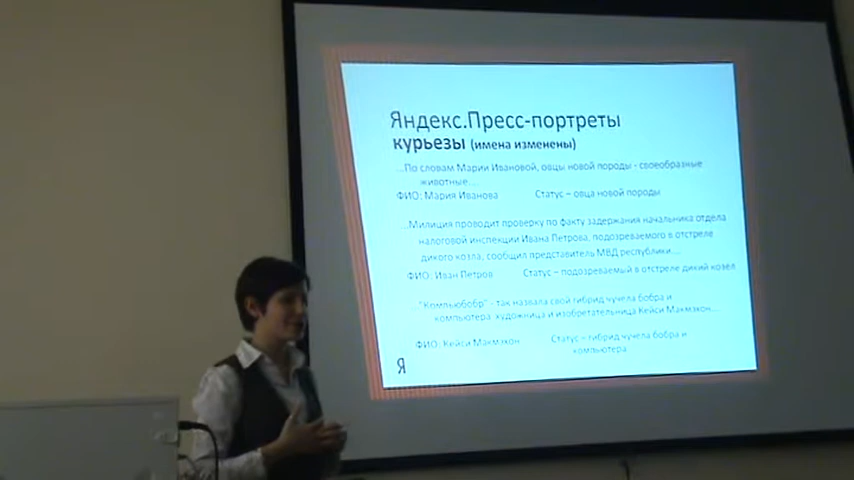 Яндекс.Пресс-портреты
курьезы (имена изменены)
...По словам Марии Ивановой, овцы новой породы - своеобразные
животные....
ФИО: Мария Иванова Статус – овца новой породы
...Милиция проводит проверку по факту задержания начальника отдела
налоговой инспекции Ивана Петрова, подозреваемого в отстреле
дикого козла, сообщил представитель МВД республики....
ФИО: Иван Петров Статус – подозреваемый в отстреле дикий козел
"Компьюбобр" - так назвала свой гибрид чучела бобра и
компьютера художница и изобретательница Кейси Макмэхон...
ФИО: Кейси Макмэхон Статус – гибрид чучела бобра и
компьютера
Я